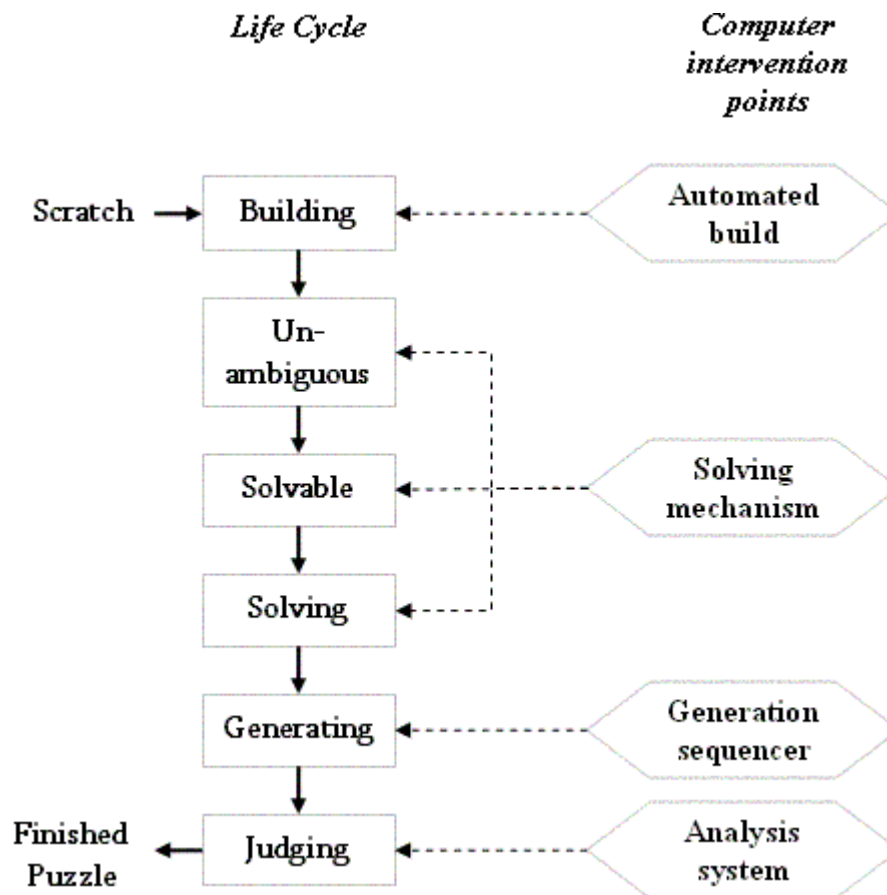 Life Cycle
Computer
intervention
points
Scratch
Building
Automated
build
Un-
ambiguous
Solvable
Solving
mechanism
Solving
Generating
Generation
sequencer
Finished
Puzzle
Judging
Analysis
system